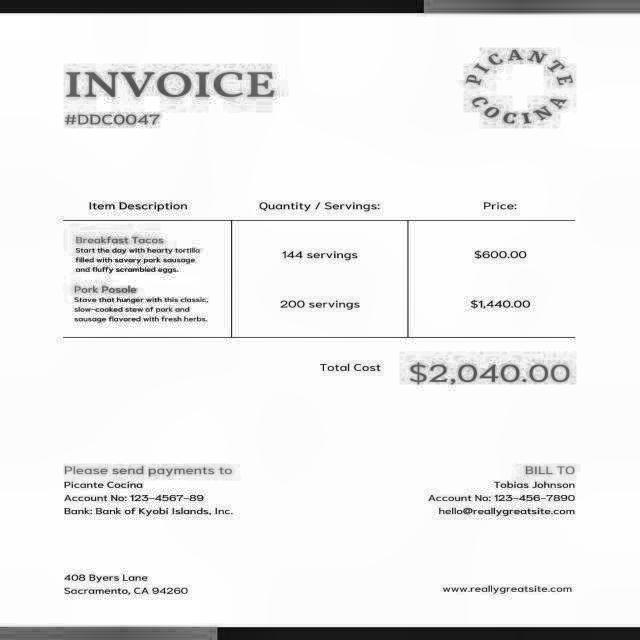 INVOICE
#DDC0047
PICANTE COCINA
Item Description
Quantity / Servings:
Price:
Breakfast Tacos
Start the day with hearty tortilla
filled with savory pork sausage
and fluffy scrambled eggs.
144 servings
$600.00
Pork Posole
Stave that hunger with this classic,
slow-cooked stew of pork and
sausage flavored with fresh herbs.
200 servings
$1,440.00
Total Cost
$2,040.00
Please send payments to
Picante Cocina
Account No: 123-4567-89
Bank: Bank of Kyobi Islands, Inc.
BILL TO
Tobias Johnson
Account No: 123-456-7890
hello@reallygreatsite.com
408 Byers Lane
Sacramento, CA 94260
www.reallygreatsite.com